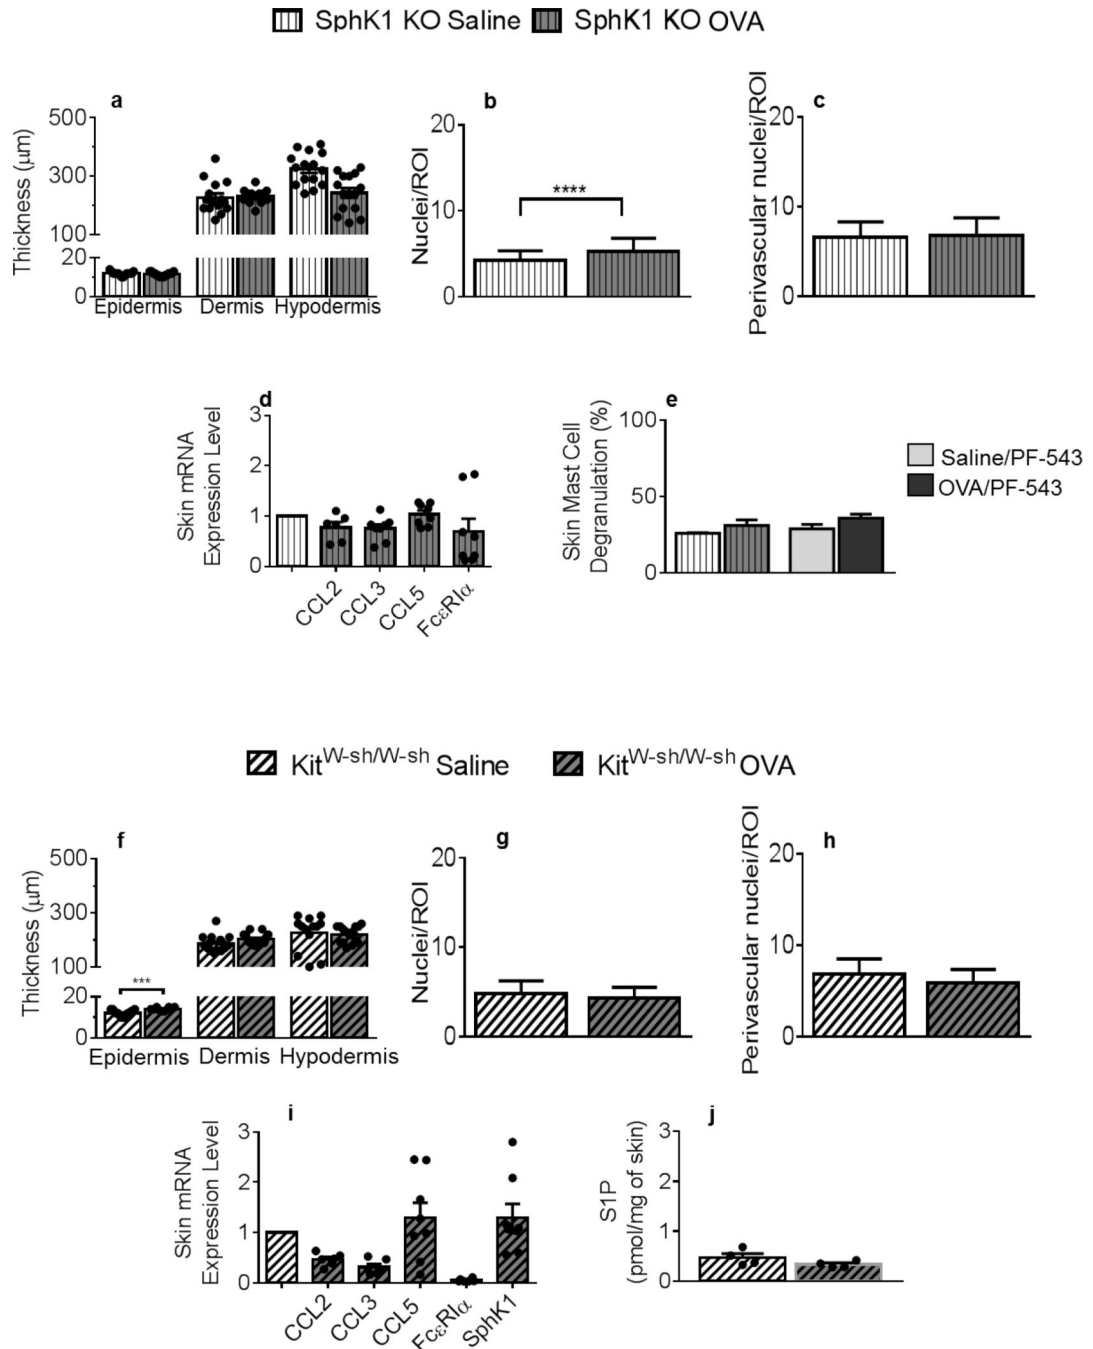 SphK1 KO Saline SphK1 KO OVA
a
Thickness (μm)
500
300
100
20
0
Epidermis Dermis Hypodermis
b
Nuclei/ROI
20
10
0
****
c
Perivascular nuclei/ROI
20
10
0
d
Skin mRNA
Expression Level
3
2
1
0
CCL2
CCL3
CCL5
FcεRIα
e
Skin Mast Cell
Degranulation (%)
100
50
0
Saline/PF-543
OVA/PF-543
Kit^W-sh/W-sh Saline Kit^W-sh/W-sh OVA
f
Thickness (μm)
500
300
100
20
0
***
Epidermis Dermis Hypodermis
g
Nuclei/ROI
20
10
0
h
Perivascular nuclei/ROI
20
10
0
i
Skin mRNA
Expression Level
3
2
1
0
CCL2
CCL3
CCL5
FcεRIα
SphK1
j
S1P
(pmol/mg of skin)
3
2
1
0